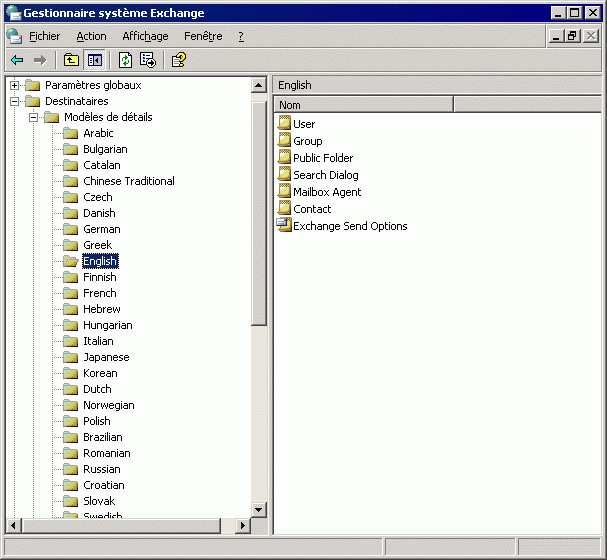 Gestionnaire système Exchange
Fichier Action Affichage Fenêtre ?
Paramètres globaux
Destinataires
Modèles de détails
Arabic
Bulgarian
Catalan
Chinese Traditional
Czech
Danish
German
Greek
English
Finnish
French
Hebrew
Hungarian
Italian
Japanese
Korean
Dutch
Norwegian
Polish
Brazilian
Romanian
Russian
Croatian
Slovak
Swedish
English
Nom
User
Group
Public Folder
Search Dialog
Mailbox Agent
Contact
Exchange Send Options